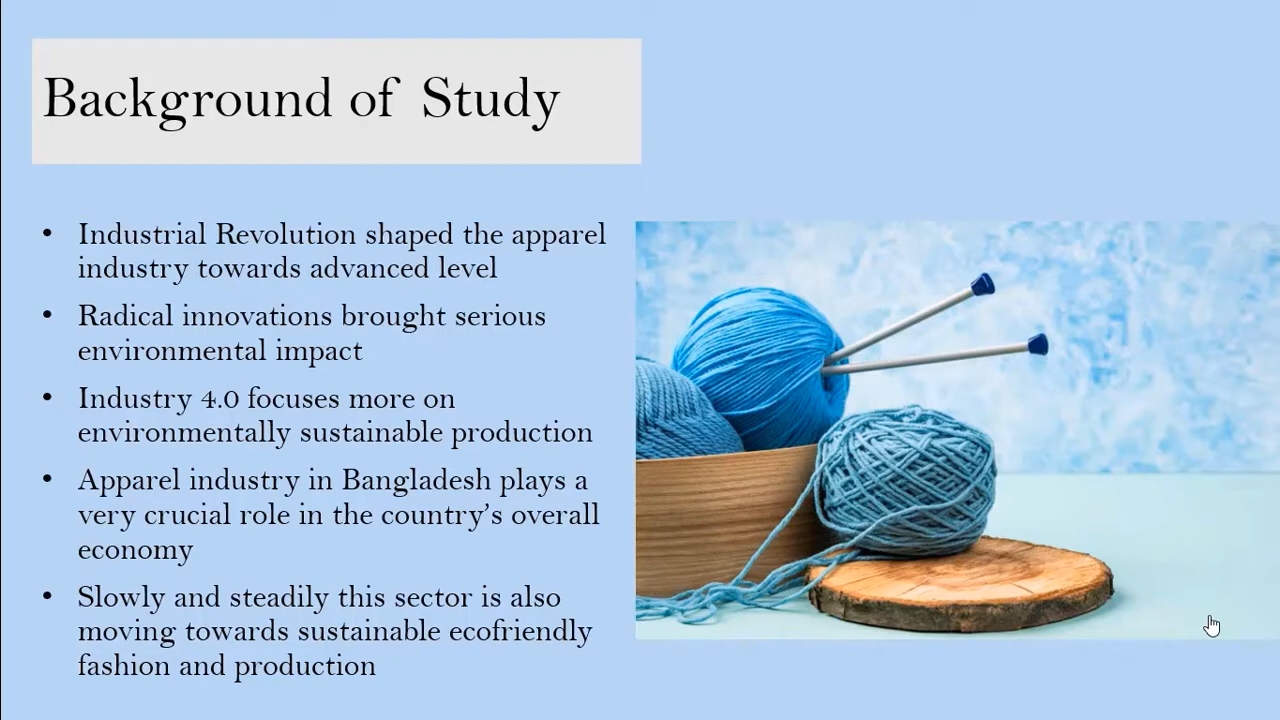 Background of Study
• Industrial Revolution shaped the apparel
industry towards advanced level
• Radical innovations brought serious
environmental impact
• Industry 4.0 focuses more on
environmentally sustainable production
• Apparel industry in Bangladesh plays a
very crucial role in the country’s overall
economy
• Slowly and steadily this sector is also
moving towards sustainable ecofriendly
fashion and production